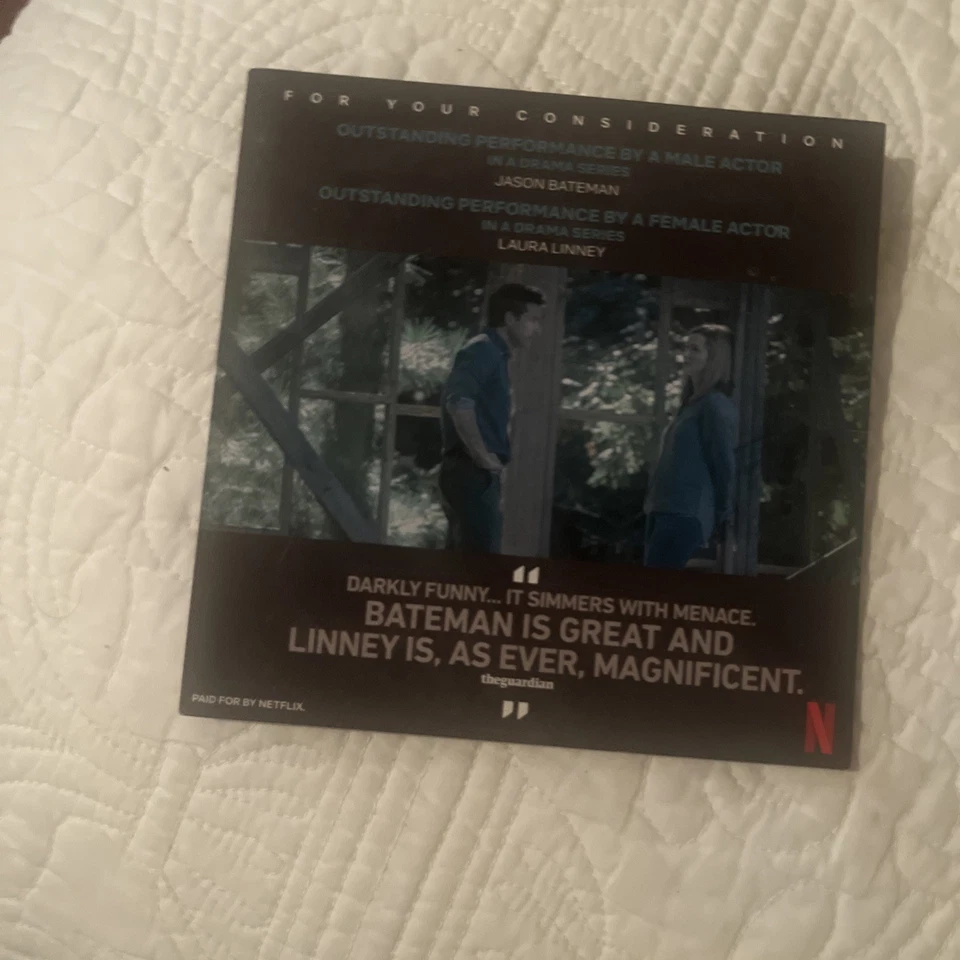 FOR YOUR CONSIDERATION
OUTSTANDING PERFORMANCE BY A MALE ACTOR
IN A DRAMA SERIES
JASON BATEMAN
OUTSTANDING PERFORMANCE BY A FEMALE ACTOR
IN A DRAMA SERIES
LAURA LINNEY
“
DARKLY FUNNY... IT SIMMERS WITH MENACE.
BATEMAN IS GREAT AND
LINNEY IS, AS EVER, MAGNIFICENT.
theguardian
”
PAID FOR BY NETFLIX.
N